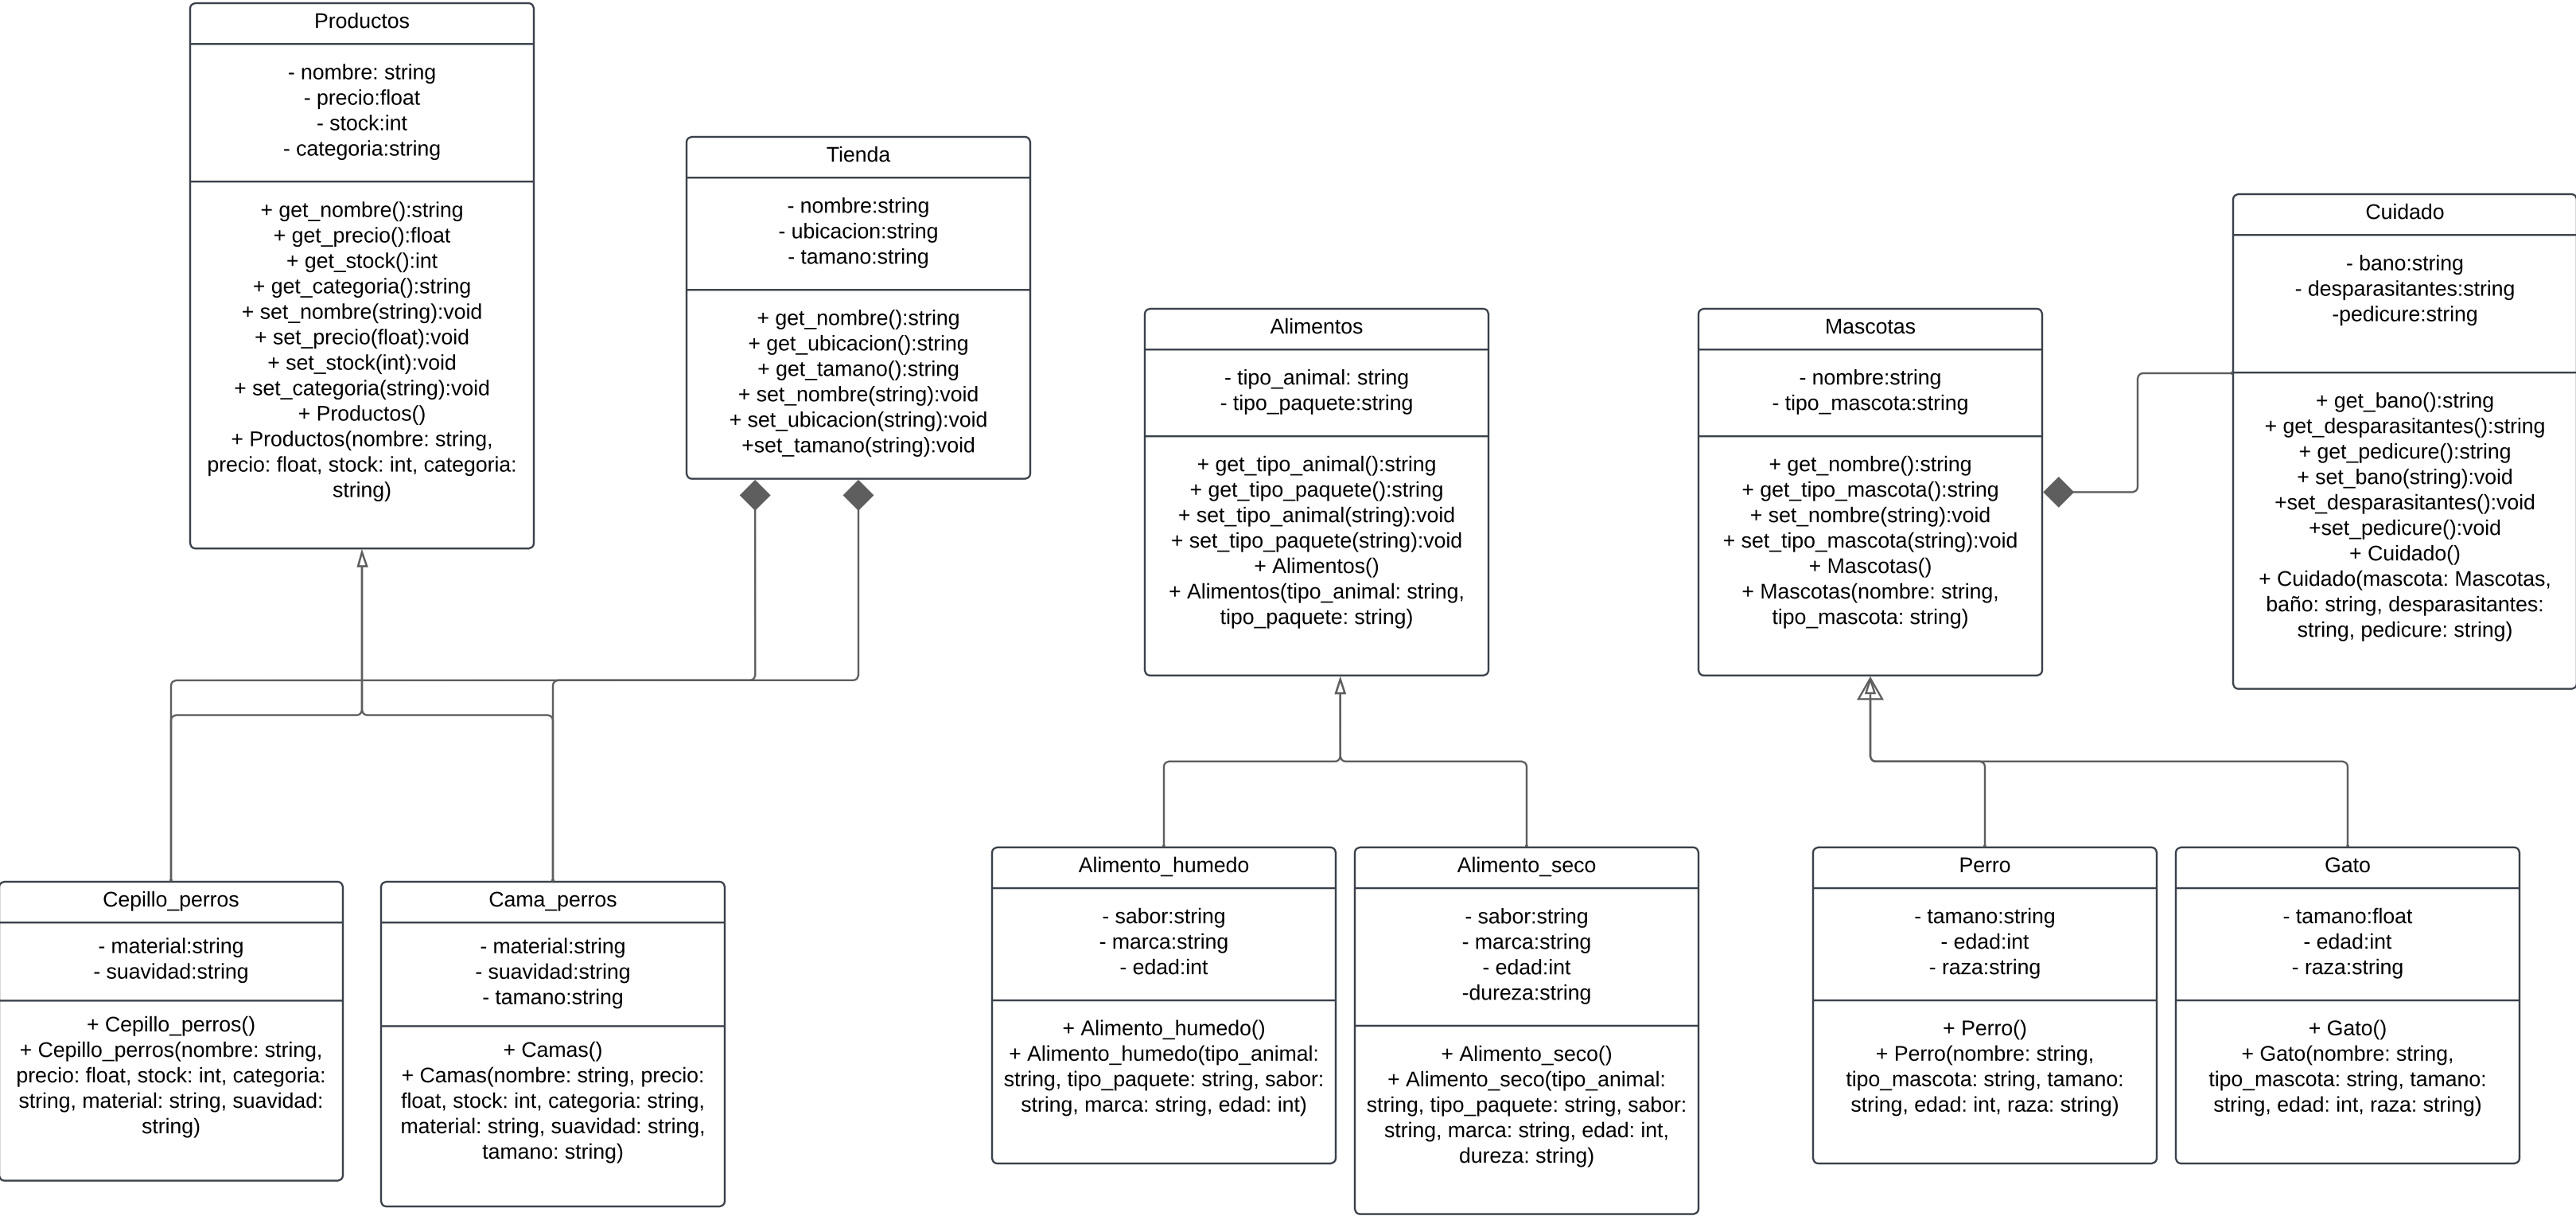 Productos
- nombre: string
- precio:float
- stock:int
- categoria:string
+ get_nombre():string
+ get_precio():float
+ get_stock():int
+ get_categoria():string
+ set_nombre(string):void
+ set_precio(float):void
+ set_stock(int):void
+ set_categoria(string):void
+ Productos()
+ Productos(nombre: string,
precio: float, stock: int, categoria:
string)
Tienda
- nombre:string
- ubicacion:string
- tamano:string
+ get_nombre():string
+ get_ubicacion():string
+ get_tamano():string
+ set_nombre(string):void
+ set_ubicacion(string):void
+set_tamano(string):void
Alimentos
- tipo_animal: string
- tipo_paquete:string
+ get_tipo_animal():string
+ get_tipo_paquete():string
+ set_tipo_animal(string):void
+ set_tipo_paquete(string):void
+ Alimentos()
+ Alimentos(tipo_animal: string,
tipo_paquete: string)
Mascotas
- nombre:string
- tipo_mascota:string
+ get_nombre():string
+ get_tipo_mascota():string
+ set_nombre(string):void
+ set_tipo_mascota(string):void
+ Mascotas()
+ Mascotas(nombre: string,
tipo_mascota: string)
Cuidado
- bano:string
- desparasitantes:string
-pedicure:string
+ get_bano():string
+ get_desparasitantes():string
+ get_pedicure():string
+ set_bano(string):void
+set_desparasitantes():void
+set_pedicure():void
+ Cuidado()
+ Cuidado(mascota: Mascotas,
baño: string, desparasitantes:
string, pedicure: string)
Cepillo_perros
- material:string
- suavidad:string
+ Cepillo_perros()
+ Cepillo_perros(nombre: string,
precio: float, stock: int, categoria:
string, material: string, suavidad:
string)
Cama_perros
- material:string
- suavidad:string
- tamano:string
+ Camas()
+ Camas(nombre: string, precio:
float, stock: int, categoria: string,
material: string, suavidad: string,
tamano: string)
Alimento_humedo
- sabor:string
- marca:string
- edad:int
+ Alimento_humedo()
+ Alimento_humedo(tipo_animal:
string, tipo_paquete: string, sabor:
string, marca: string, edad: int)
Alimento_seco
- sabor:string
- marca:string
- edad:int
-dureza:string
+ Alimento_seco()
+ Alimento_seco(tipo_animal:
string, tipo_paquete: string, sabor:
string, marca: string, edad: int,
dureza: string)
Perro
- tamano:string
- edad:int
- raza:string
+ Perro()
+ Perro(nombre: string,
tipo_mascota: string, tamano:
string, edad: int, raza: string)
Gato
- tamano:float
- edad:int
- raza:string
+ Gato()
+ Gato(nombre: string,
tipo_mascota: string, tamano:
string, edad: int, raza: string)